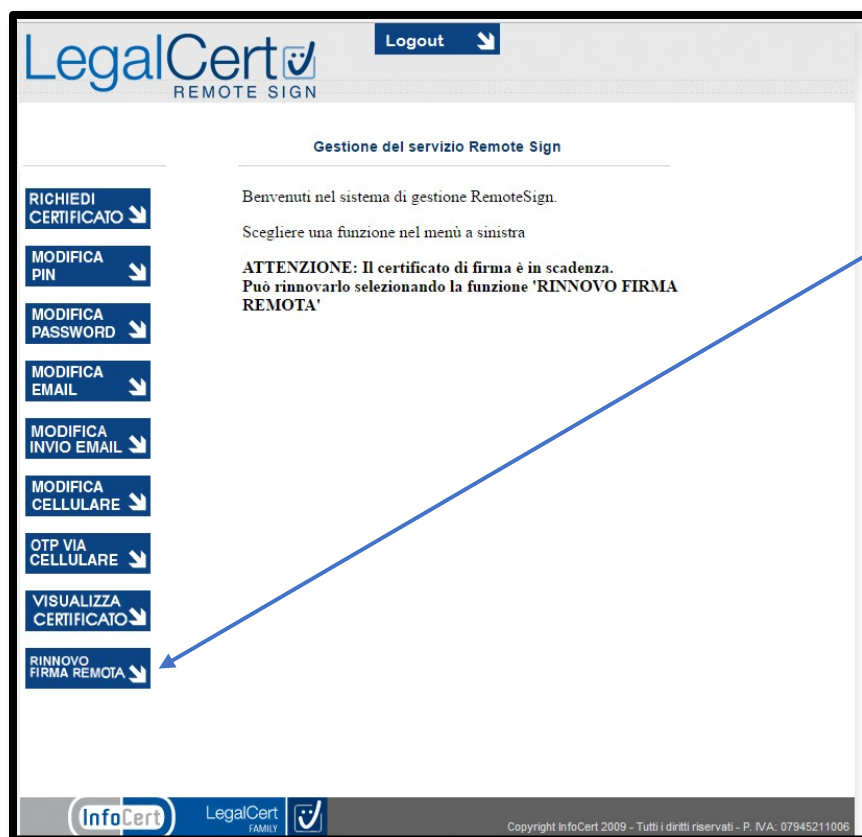 LegalCert
REMOTE SIGN
Logout
Gestione del servizio Remote Sign
RICHIEDI
CERTIFICATO
MODIFICA
PIN
MODIFICA
PASSWORD
MODIFICA
EMAIL
MODIFICA
INVIO EMAIL
MODIFICA
CELLULARE
OTP VIA
CELLULARE
VISUALIZZA
CERTIFICATO
RINNOVO
FIRMA REMOTA
Benvenuti nel sistema di gestione RemoteSign.
Scegliere una funzione nel menù a sinistra
ATTENZIONE: Il certificato di firma è in scadenza.
Può rinnovarlo selezionando la funzione 'RINNOVO FIRMA
REMOTA'
InfoCert
LegalCert
FAMILY
Copyright InfoCert 2009 - Tutti i diritti riservati - P. IVA: 07945211006